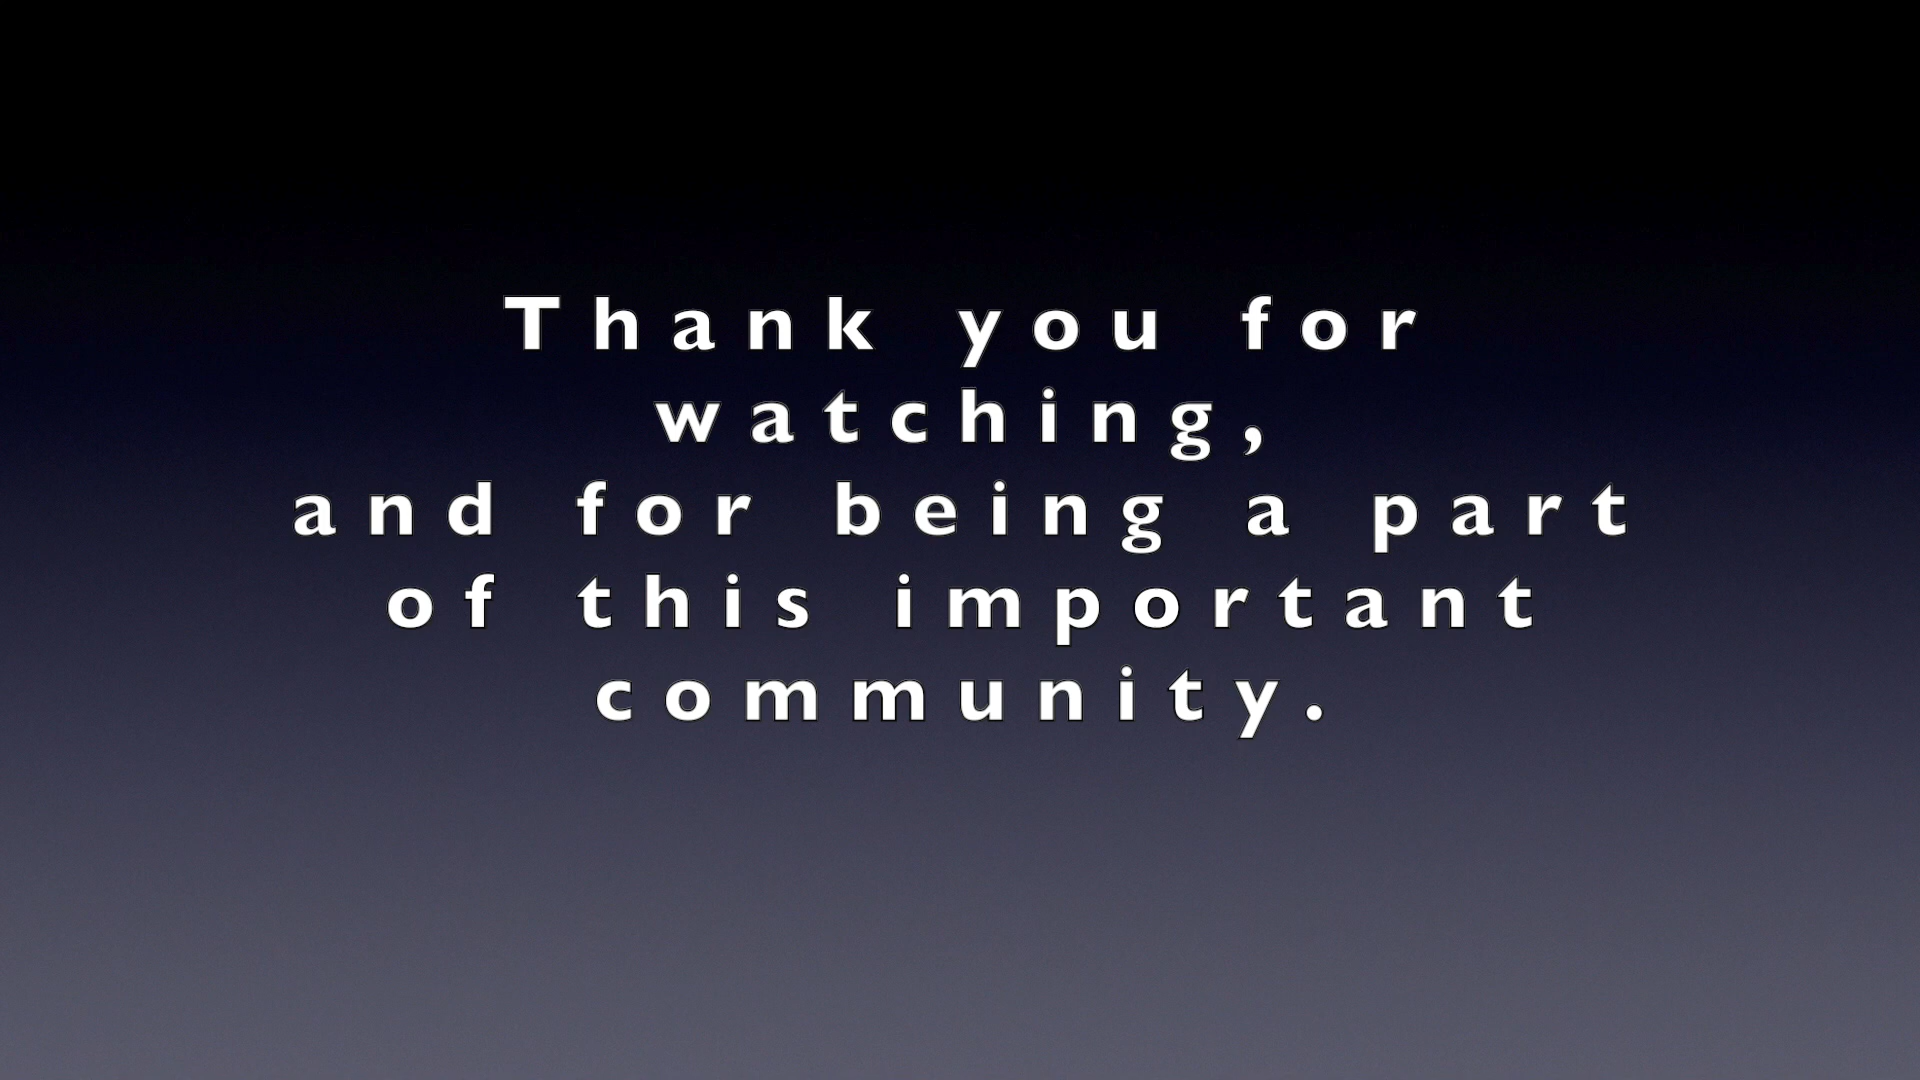 Thank you for
watching,
and for being a part
of this important
community.